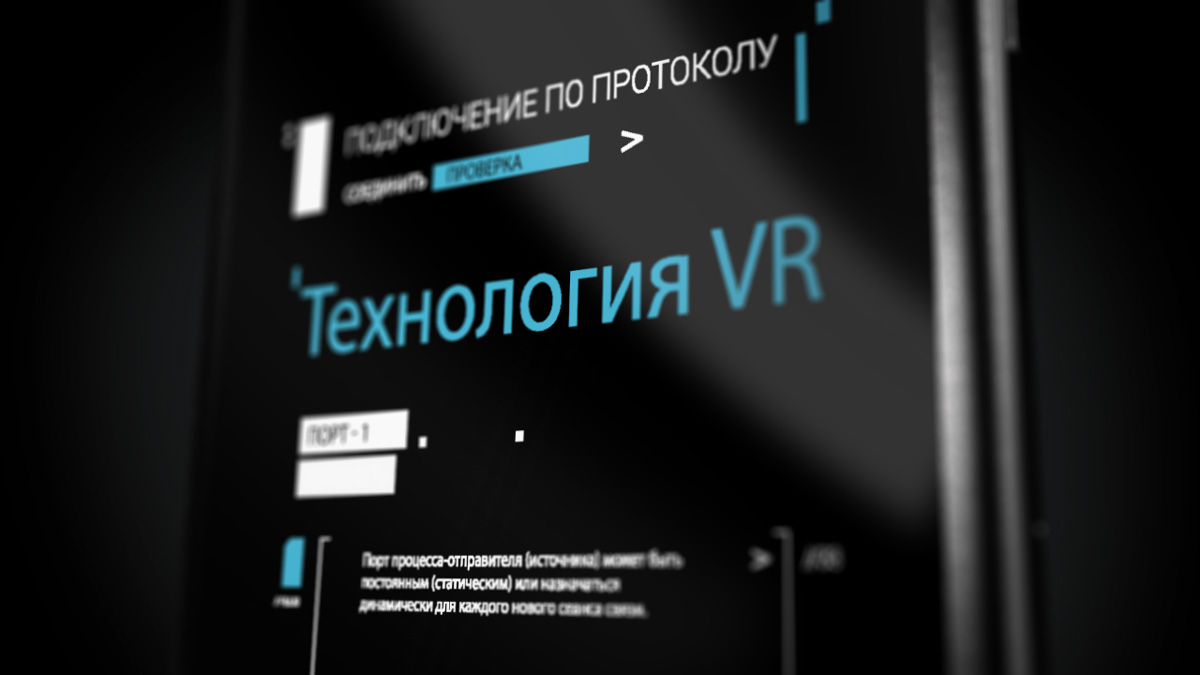 ПОДКЛЮЧЕНИЕ ПО ПРОТОКОЛУ
соединить ПРОВЕРКА >
Технология VR
ПОРТ - 1
Порт процесса-отправителя (источника) может быть >
постоянным (статическим) или назначаться
динамически для каждого нового сеанса связи.